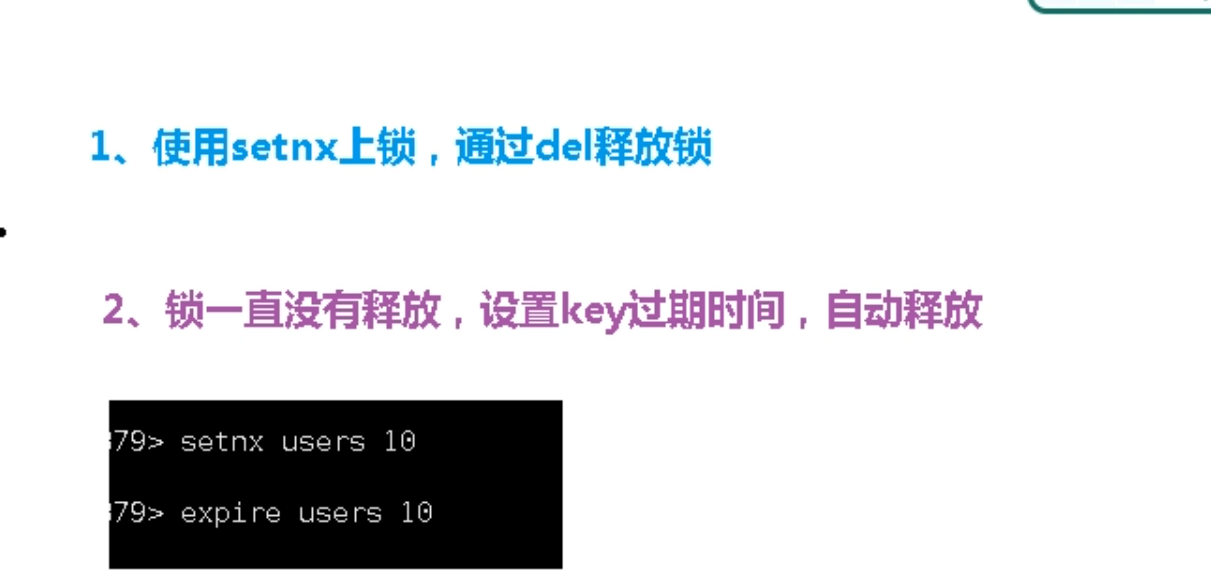 1、使用setnx上锁，通过del释放锁
2、锁一直没有释放，设置key过期时间，自动释放
79> setnx users 10
79> expire users 10